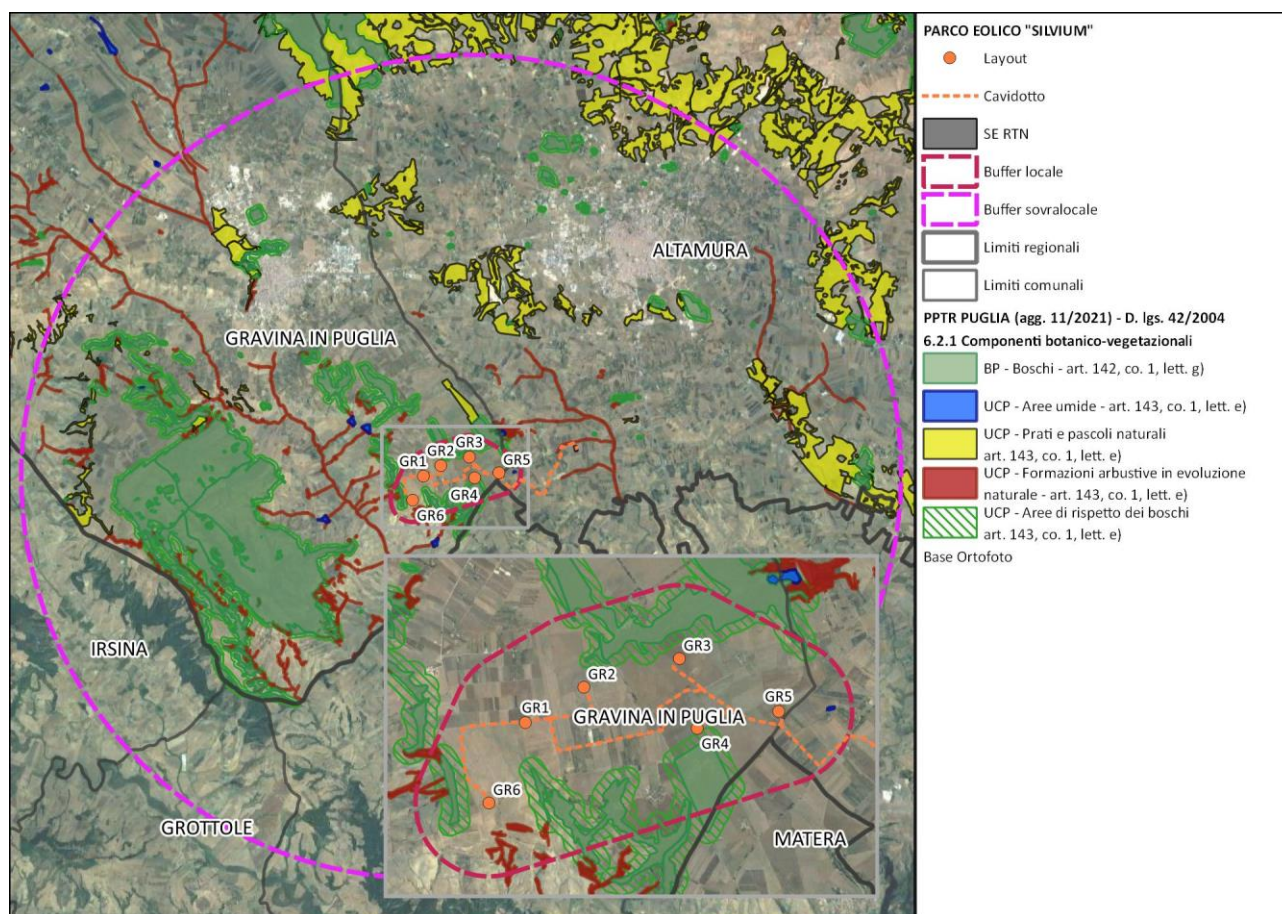 ALTAMURA
GRAVINA IN PUGLIA
GR3
GR2
GR1
GR5
GR4
GR6
IRSINA
GROTTOLE
GR3
GR2
GR5
GR1
GRAVINA IN PUGLIA
GR4
GR6
MATERA
PARCO EOLICO "SILVIUM"
Layout
Cavidotto
SE RTN
Buffer locale
Buffer sovralocale
Limiti regionali
Limiti comunali
PPTR PUGLIA (agg. 11/2021) - D. lgs. 42/2004
6.2.1 Componenti botanico-vegetazionali
BP - Boschi - art. 142, co. 1, lett. g)
UCP - Aree umide - art. 143, co. 1, lett. e)
UCP - Prati e pascoli naturali
art. 143, co. 1, lett. e)
UCP - Formazioni arbustive in evoluzione
naturale - art. 143, co. 1, lett. e)
UCP - Aree di rispetto dei boschi
art. 143, co. 1, lett. e)
Base Ortofoto